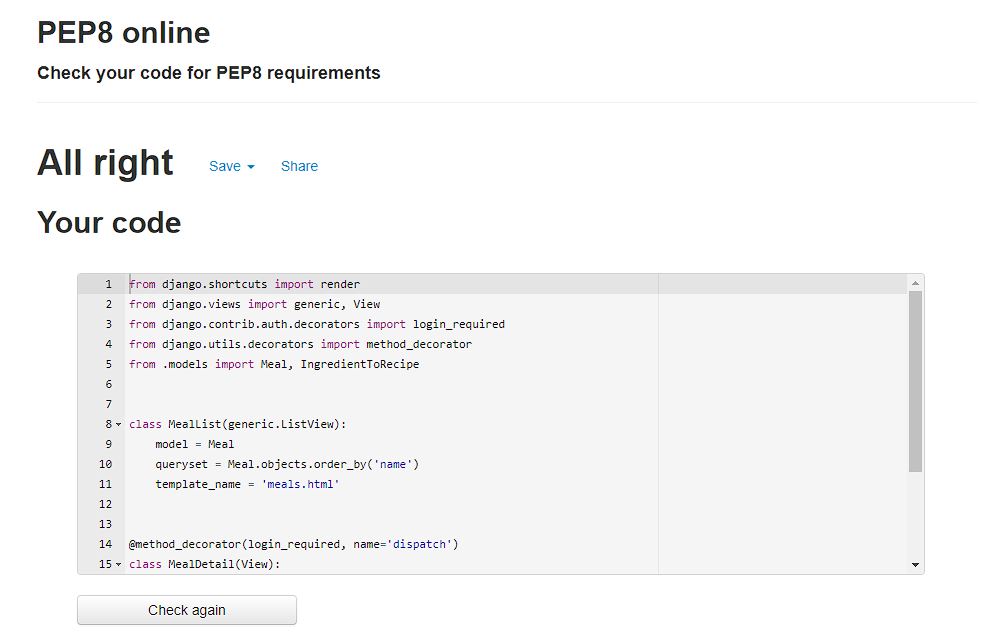 PEP8 online
Check your code for PEP8 requirements
All right Save Share
Your code
1 from django.shortcuts import render
2 from django.views import generic, View
3 from django.contrib.auth.decorators import login_required
4 from django.utils.decorators import method_decorator
5 from .models import Meal, IngredientToRecipe
6
7
8 class MealList(generic.ListView):
9     model = Meal
10     queryset = Meal.objects.order_by('name')
11     template_name = 'meals.html'
12
13
14 @method_decorator(login_required, name='dispatch')
15 class MealDetail(View):
Check again